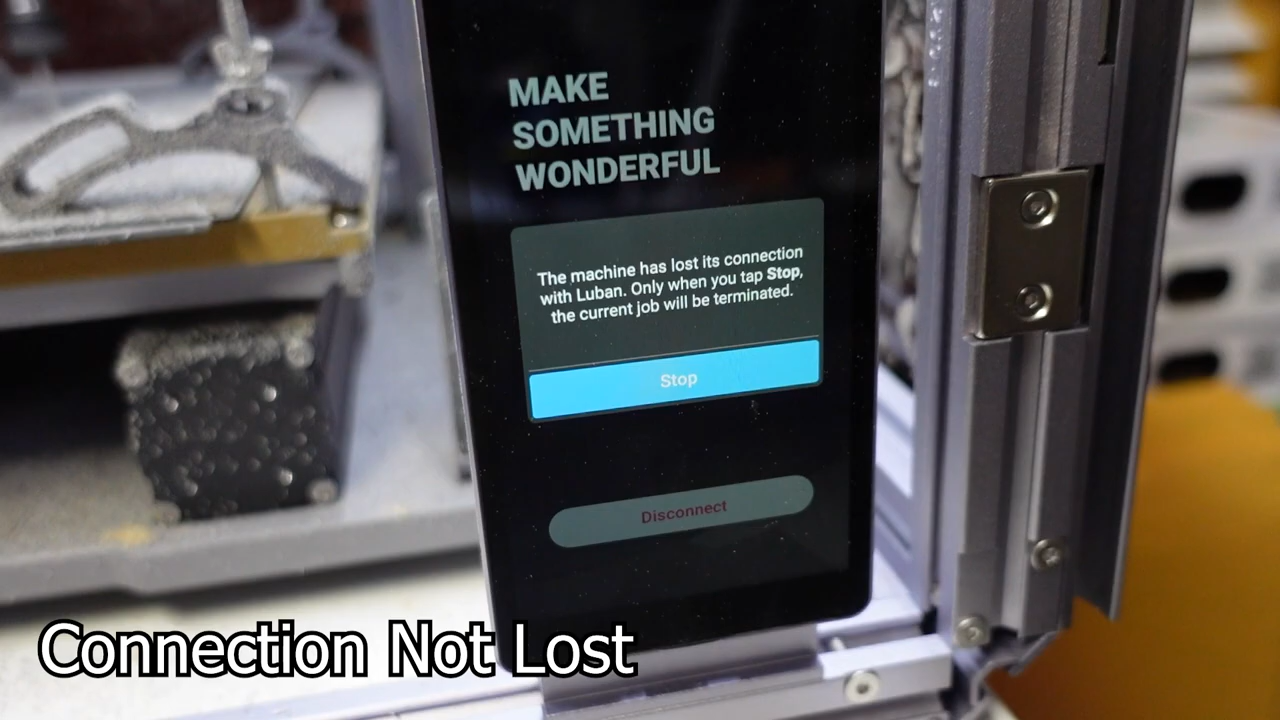 MAKE
SOMETHING
WONDERFUL
The machine has lost its connection
with Luban. Only when you tap Stop,
the current job will be terminated.
Stop
Disconnect
Connection Not Lost